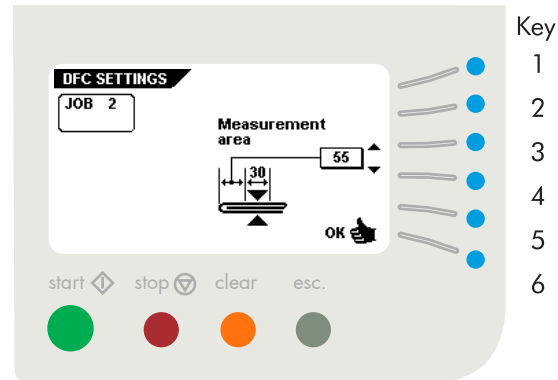 Key
DFC SETTINGS
1
JOB 2
2
Measurement
area
3
55
30
4
OK
5
start stop clear esc.
6